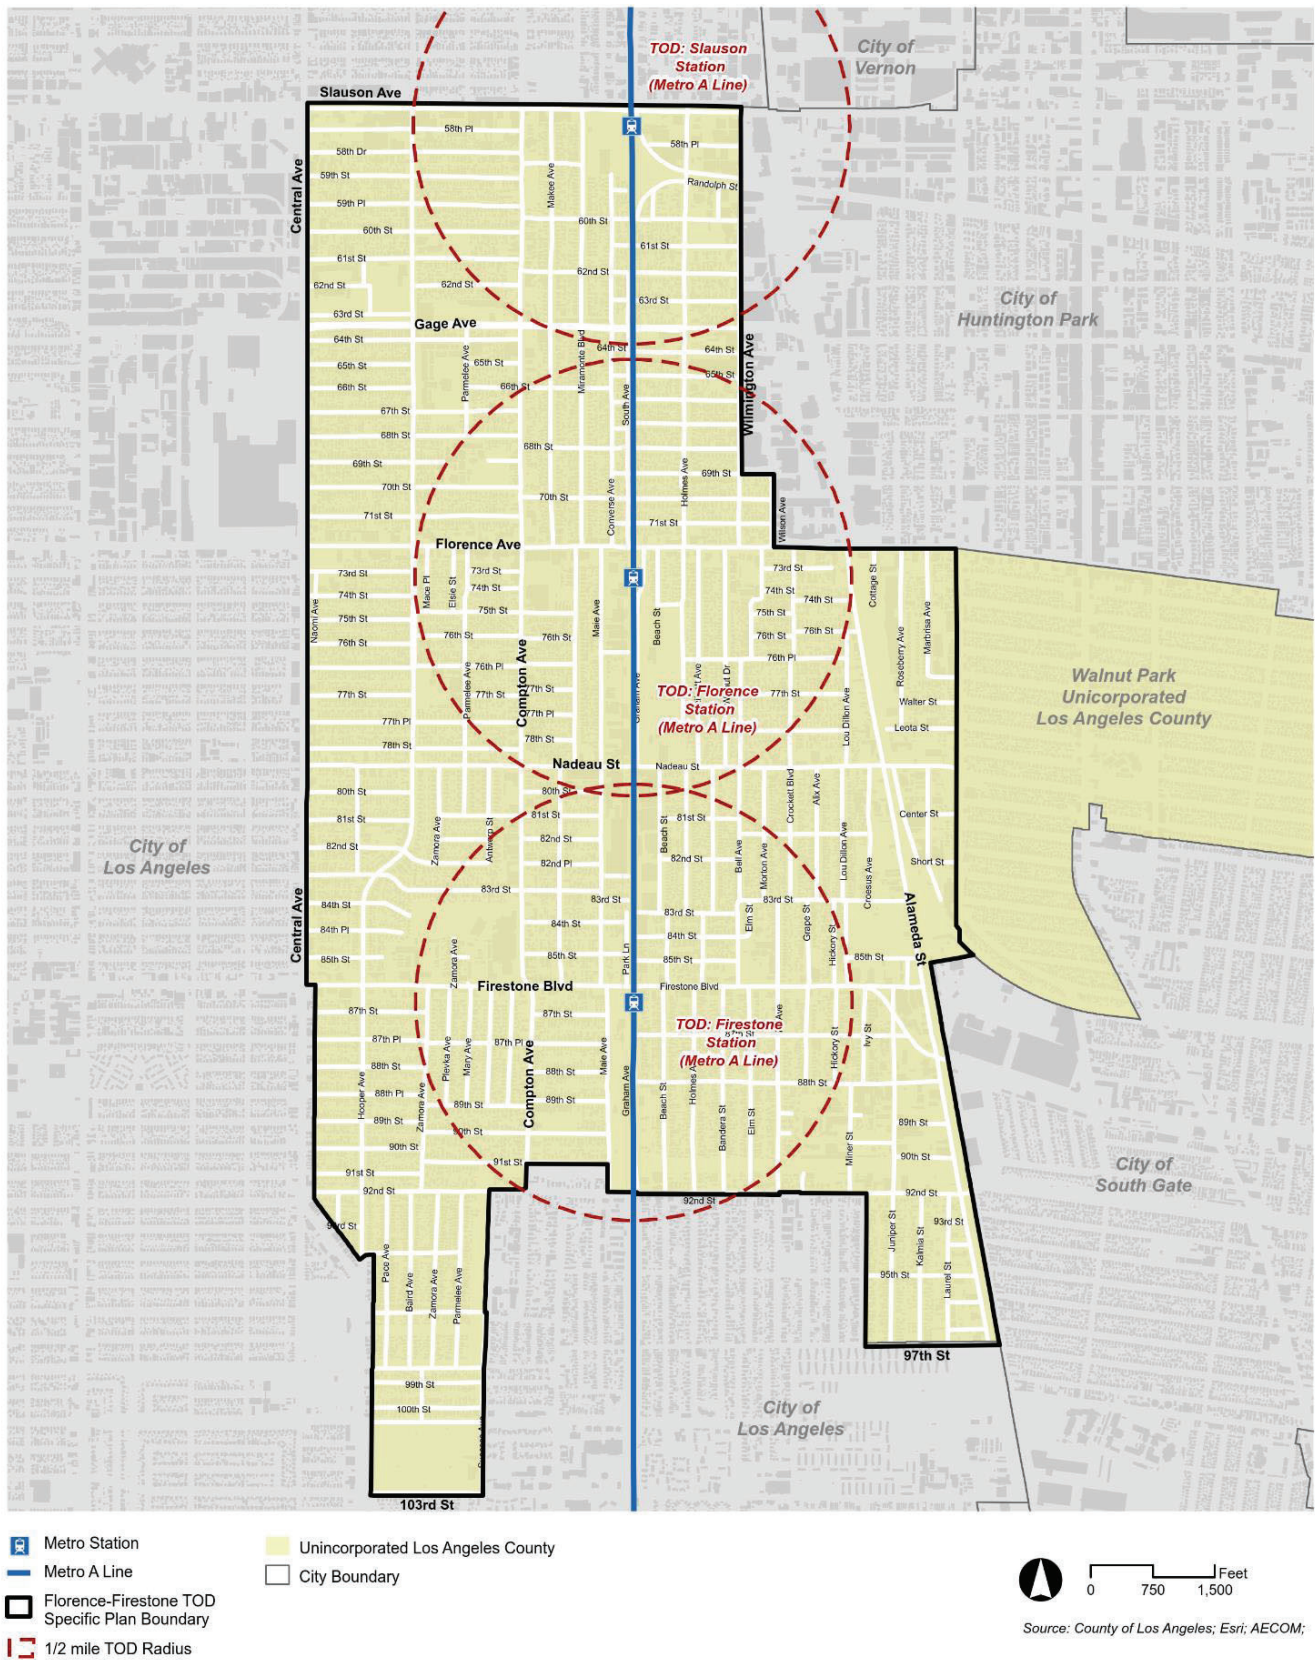 TOD: Slauson
Station
(Metro A Line)
City of
Vernon
Slauson Ave
58th Pl
58th Pl
58th Dr
59th St
Central Ave
Makee Ave
Randolph St
59th Pl
60th St
60th St
61st St
61st St
62nd St
62nd St
62nd St
63rd St
City of
Huntington Park
63rd St
Gage Ave
64th St
64th St
64th St
65th St
65th St
65th St
66th St
66th St
Parmelee Ave
Miramonte Blvd
South Ave
Wilmington Ave
67th St
68th St
68th St
69th St
69th St
70th St
70th St
Converse Ave
Holmes Ave
71st St
71st St
Wilson Ave
Florence Ave
73rd St
73rd St
73rd St
74th St
74th St
74th St
74th St
Naomi Ave
Mace Pl
Elsie St
Maie Ave
Beach St
Cottage St
Roseberry Ave
Marbrisa Ave
75th St
75th St
75th St
76th St
76th St
76th St
76th St
76th St
76th Pl
76th Pl
Parmelee Ave
Compton Ave
Graham Ave
77th St
77th St
77th St
77th St
TOD: Florence
Station
(Metro A Line)
Lou Dillon Ave
Walter St
Leota St
Walnut Park
Unicorporated
Los Angeles County
77th Pl
77th Pl
78th St
78th St
Nadeau St
Nadeau St
80th St
80th St
81st St
81st St
81st St
Zamora Ave
Antwerp St
Beach St
Crockett Blvd
Alix Ave
Center St
82nd St
82nd St
82nd St
82nd Pl
Bell Ave
Morton Ave
Lou Dillon Ave
Croesus Ave
Short St
City of
Los Angeles
83rd St
83rd St
83rd St
83rd St
Central Ave
84th St
84th St
84th St
84th Pl
Elm St
Grape St
Hickory St
Alameda St
85th St
85th St
85th St
85th St
Zamora Ave
Park Ln
Firestone Blvd
Firestone Blvd
87th St
87th St
87th Pl
87th Pl
TOD: Firestone
Station
(Metro A Line)
Hickory St
Ivy St
Plevka Ave
Mary Ave
Compton Ave
Maie Ave
88th St
88th St
88th St
88th Pl
Hooper Ave
Zamora Ave
Graham Ave
Beach St
Bandera St
Elm St
89th St
89th St
89th St
89th St
90th St
90th St
90th St
Miner St
91st St
91st St
92nd St
92nd St
92nd St
City of
South Gate
93rd St
93rd St
Juniper St
Kalmia St
Laurel St
Pace Ave
Baird Ave
Zamora Ave
Parmelee Ave
95th St
97th St
99th St
100th St
City of
Los Angeles
103rd St
Metro Station
Metro A Line
Florence-Firestone TOD
Specific Plan Boundary
1/2 mile TOD Radius
Unincorporated Los Angeles County
City Boundary
Feet
0 750 1,500
Source: County of Los Angeles; Esri; AECOM;